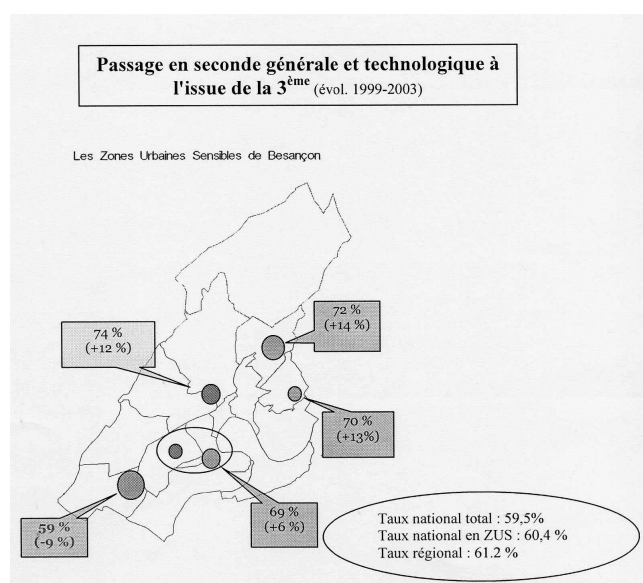 Passage en seconde générale et technologique à
l'issue de la 3ème (évol. 1999-2003)
Les Zones Urbaines Sensibles de Besançon
72 %
(+14 %)
74 %
(+12 %)
70 %
(+13%)
69 %
(+6 %)
59 %
(-9 %)
Taux national total : 59,5%
Taux national en ZUS : 60,4 %
Taux régional : 61.2 %